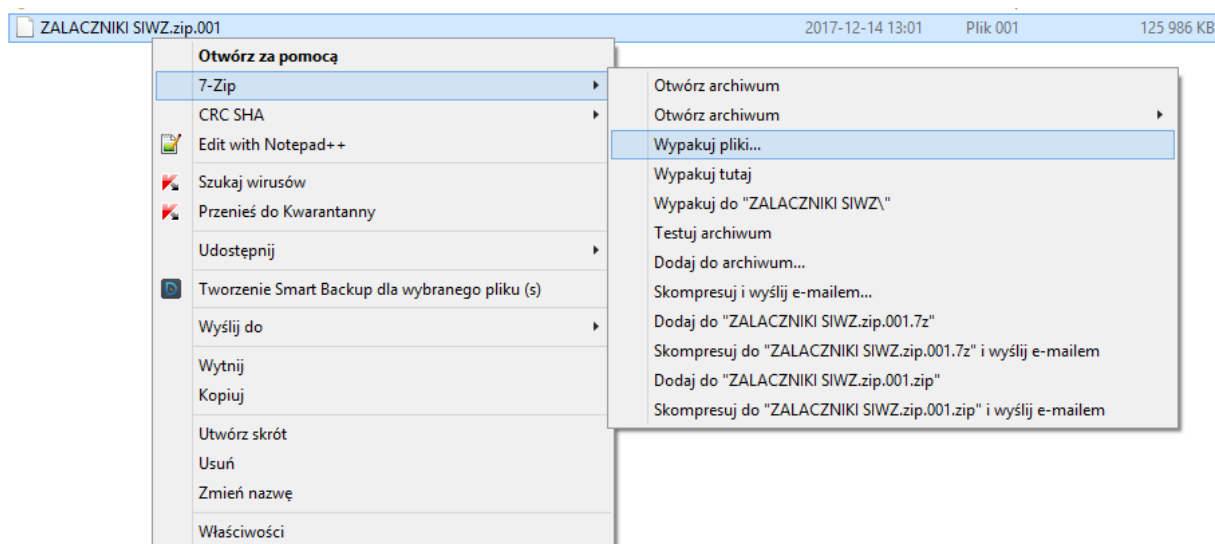 ZALACZNIKI SIWZ.zip.001 2017-12-14 13:01 Plik 001 125 986 KB
Otwórz za pomocą
7-Zip
CRC SHA
Edit with Notepad++
Szukaj wirusów
Przenieś do Kwarantanny
Udostępnij
Tworzenie Smart Backup dla wybranego pliku (s)
Wyślij do
Wytnij
Kopiuj
Utwórz skrót
Usuń
Zmień nazwę
Właściwości
Otwórz archiwum
Otwórz archiwum
Wypakuj pliki...
Wypakuj tutaj
Wypakuj do "ZALACZNIKI SIWZ\"
Testuj archiwum
Dodaj do archiwum...
Skompresuj i wyślij e-mailem...
Dodaj do "ZALACZNIKI SIWZ.zip.001.7z"
Skompresuj do "ZALACZNIKI SIWZ.zip.001.7z" i wyślij e-mailem
Dodaj do "ZALACZNIKI SIWZ.zip.001.zip"
Skompresuj do "ZALACZNIKI SIWZ.zip.001.zip" i wyślij e-mailem